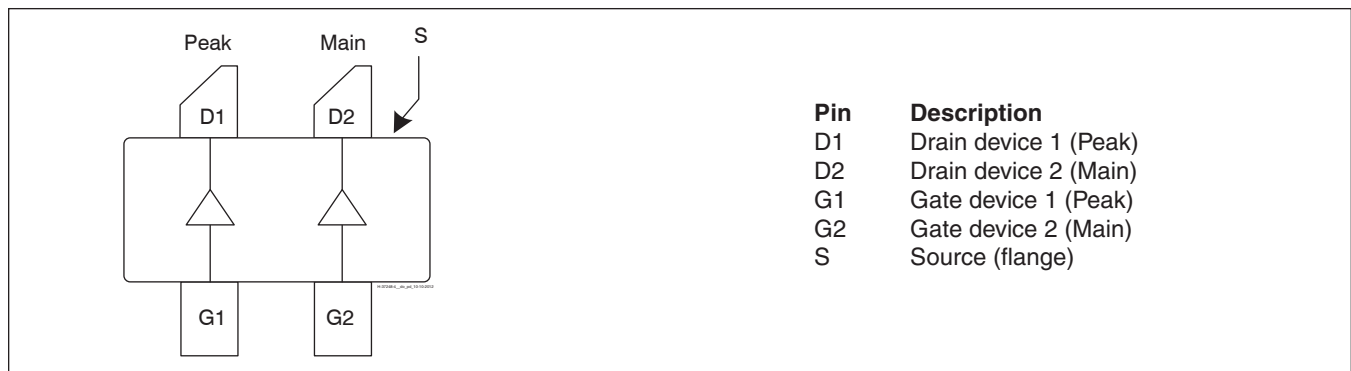 Peak Main S
D1 D2
G1 G2
Pin Description
D1 Drain device 1 (Peak)
D2 Drain device 2 (Main)
G1 Gate device 1 (Peak)
G2 Gate device 2 (Main)
S Source (flange)